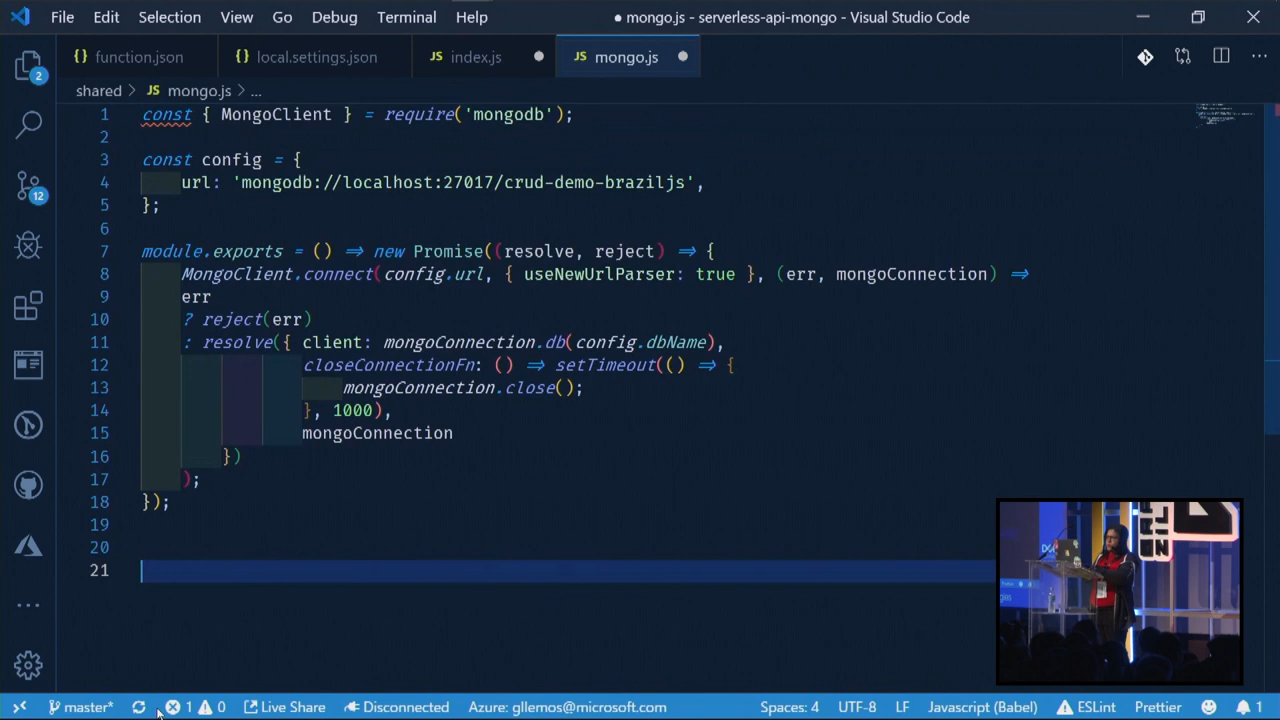 File Edit Selection View Go Debug Terminal Help ● mongo.js - serverless-api-mongo - Visual Studio Code
{} function.json {} local.settings.json JS index.js ● JS mongo.js ●
shared > JS mongo.js > ...
1 const { MongoClient } = require('mongodb');
2
3 const config = {
4 url: 'mongodb://localhost:27017/crud-demo-braziljs',
5 };
6
7 module.exports = () => new Promise((resolve, reject) => {
8 MongoClient.connect(config.url, { useNewUrlParser: true }, (err, mongoConnection) =>
9 err
10 ? reject(err)
11 : resolve({ client: mongoConnection.db(config.dbName),
12 closeConnectionFn: () => setTimeout(() => {
13 mongoConnection.close();
14 }, 1000),
15 mongoConnection
16 })
17 );
18 });
19
20
21
2
12
master* 1 0 Live Share Disconnected Azure: gllemos@microsoft.com Spaces: 4 UTF-8 LF JavaScript (Babel) ESLint Prettier 1